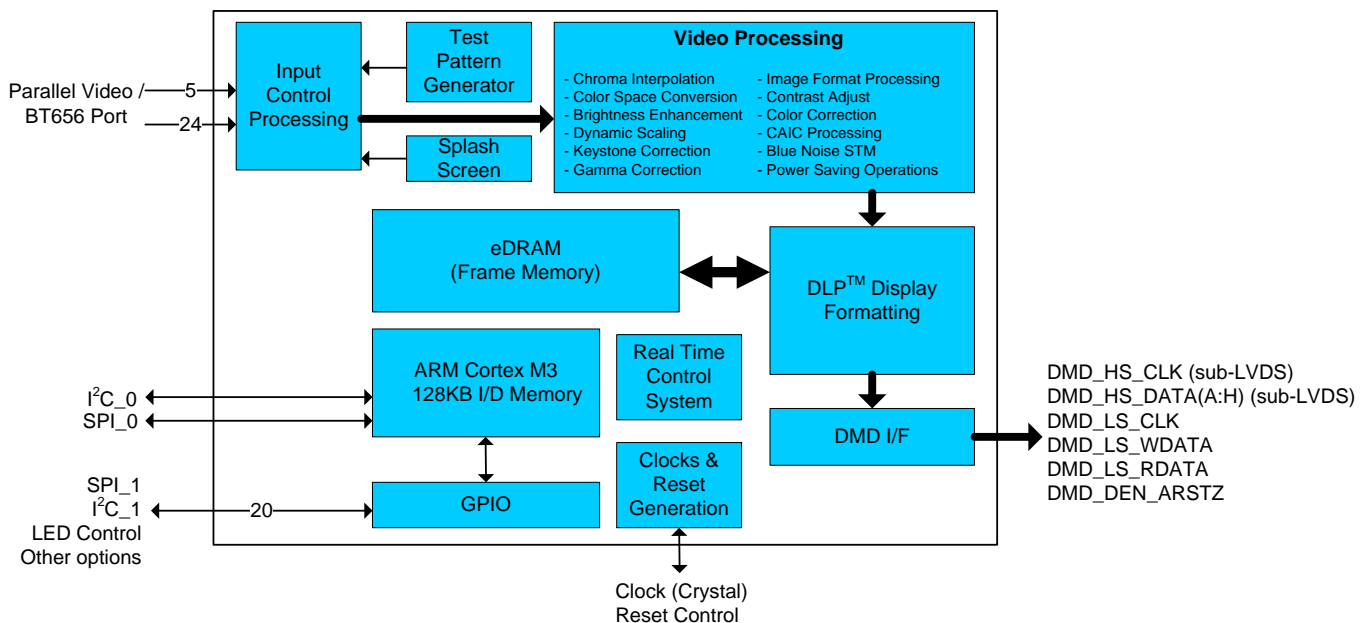 Parallel Video /
BT656 Port
5
24
Input
Control
Processing
Test
Pattern
Generator
Splash
Screen
Video Processing
- Chroma Interpolation
- Color Space Conversion
- Brightness Enhancement
- Dynamic Scaling
- Keystone Correction
- Gamma Correction
- Image Format Processing
- Contrast Adjust
- Color Correction
- CAIC Processing
- Blue Noise STM
- Power Saving Operations
eDRAM
(Frame Memory)
DLP™ Display
Formatting
ARM Cortex M3
128KB I/D Memory
Real Time
Control
System
I²C_0
SPI_0
DMD I/F
DMD_HS_CLK (sub-LVDS)
DMD_HS_DATA(A:H) (sub-LVDS)
DMD_LS_CLK
DMD_LS_WDATA
DMD_LS_RDATA
DMD_DEN_ARSTZ
SPI_1
I²C_1
LED Control
Other options
20
GPIO
Clocks &
Reset
Generation
Clock (Crystal)
Reset Control